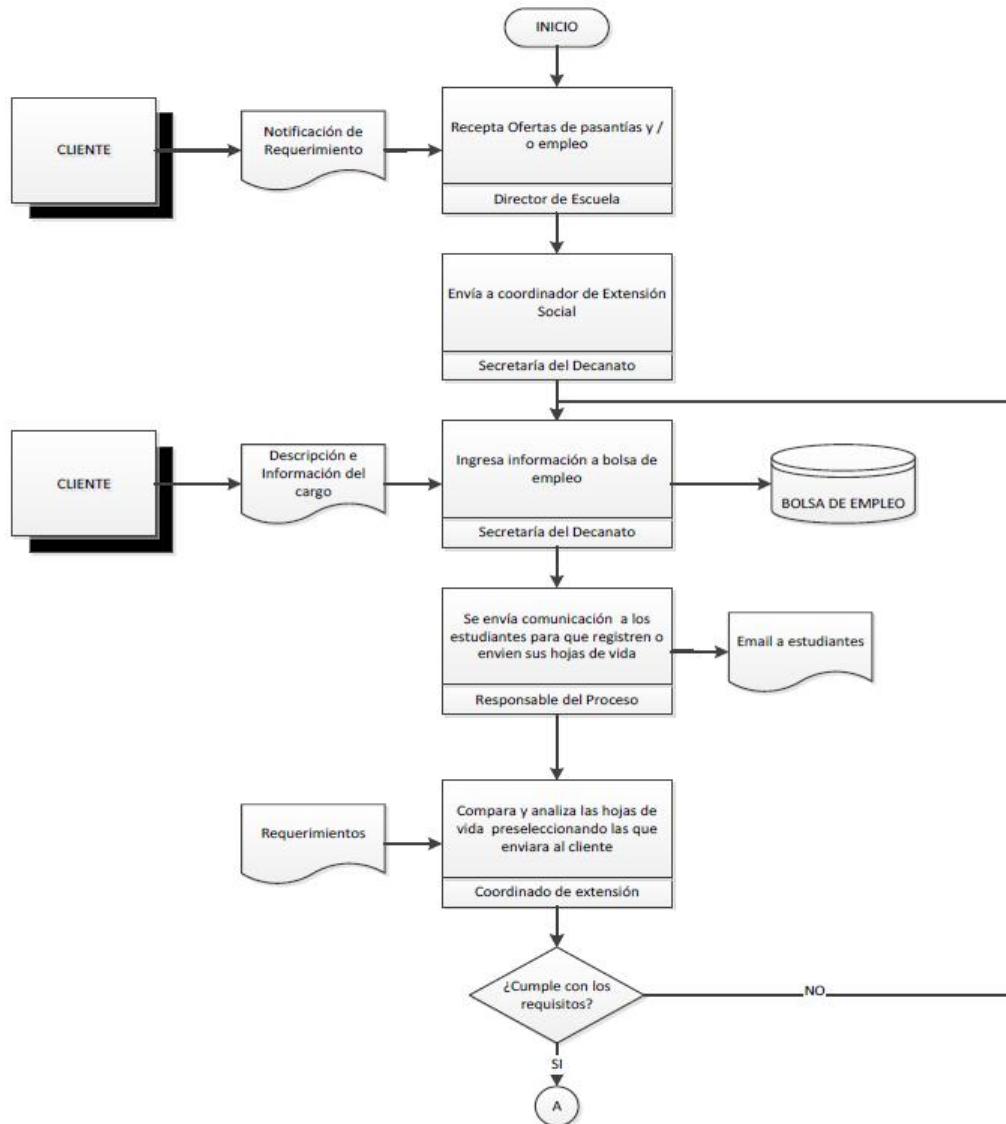 INICIO
CLIENTE
Notificación de
Requerimiento
Recepta Ofertas de pasantías y /
o empleo
Director de Escuela
Envía a coordinador de Extensión
Social
Secretaría del Decanato
CLIENTE
Descripción e
Información del
cargo
Ingresa información a bolsa de
empleo
BOLSA DE EMPLEO
Secretaría del Decanato
Se envía comunicación a los
estudiantes para que registren o
envien sus hojas de vida
Email a estudiantes
Responsable del Proceso
Requerimientos
Compara y analiza las hojas de
vida preseleccionando las que
enviara al cliente
Coordinado de extensión
¿Cumple con los
requisitos?
NO
SI
A